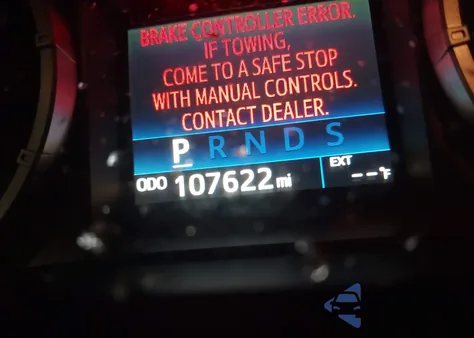 BRAKE CONTROLLER ERROR.
IF TOWING,
COME TO A SAFE STOP
WITH MANUAL CONTROLS.
CONTACT DEALER.
P R N D S
EXT
ODO 107622 mi --°F